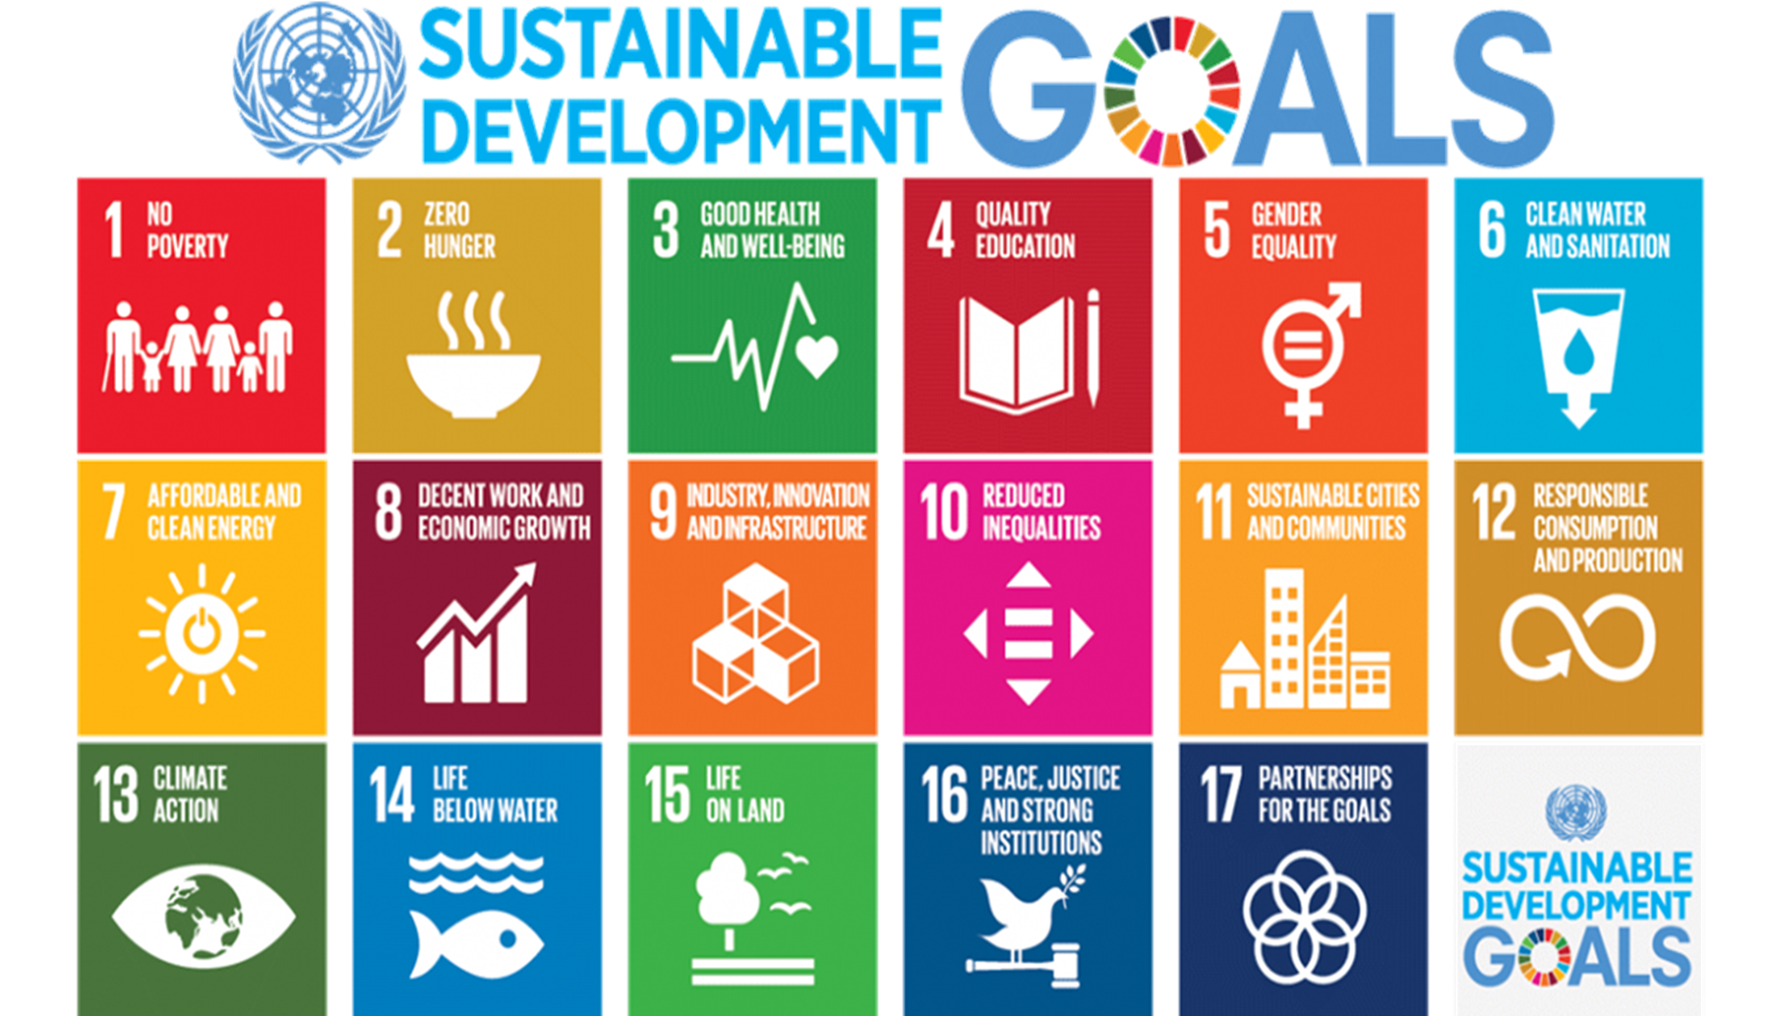 SUSTAINABLE
DEVELOPMENT
GOALS
1 NO
POVERTY
2 ZERO
HUNGER
3 GOOD HEALTH
AND WELL-BEING
4 QUALITY
EDUCATION
5 GENDER
EQUALITY
6 CLEAN WATER
AND SANITATION
7 AFFORDABLE AND
CLEAN ENERGY
8 DECENT WORK AND
ECONOMIC GROWTH
9 INDUSTRY, INNOVATION
AND INFRASTRUCTURE
10 REDUCED
INEQUALITIES
11 SUSTAINABLE CITIES
AND COMMUNITIES
12 RESPONSIBLE
CONSUMPTION
AND PRODUCTION
13 CLIMATE
ACTION
14 LIFE
BELOW WATER
15 LIFE
ON LAND
16 PEACE, JUSTICE
AND STRONG
INSTITUTIONS
17 PARTNERSHIPS
FOR THE GOALS
SUSTAINABLE
DEVELOPMENT
GOALS